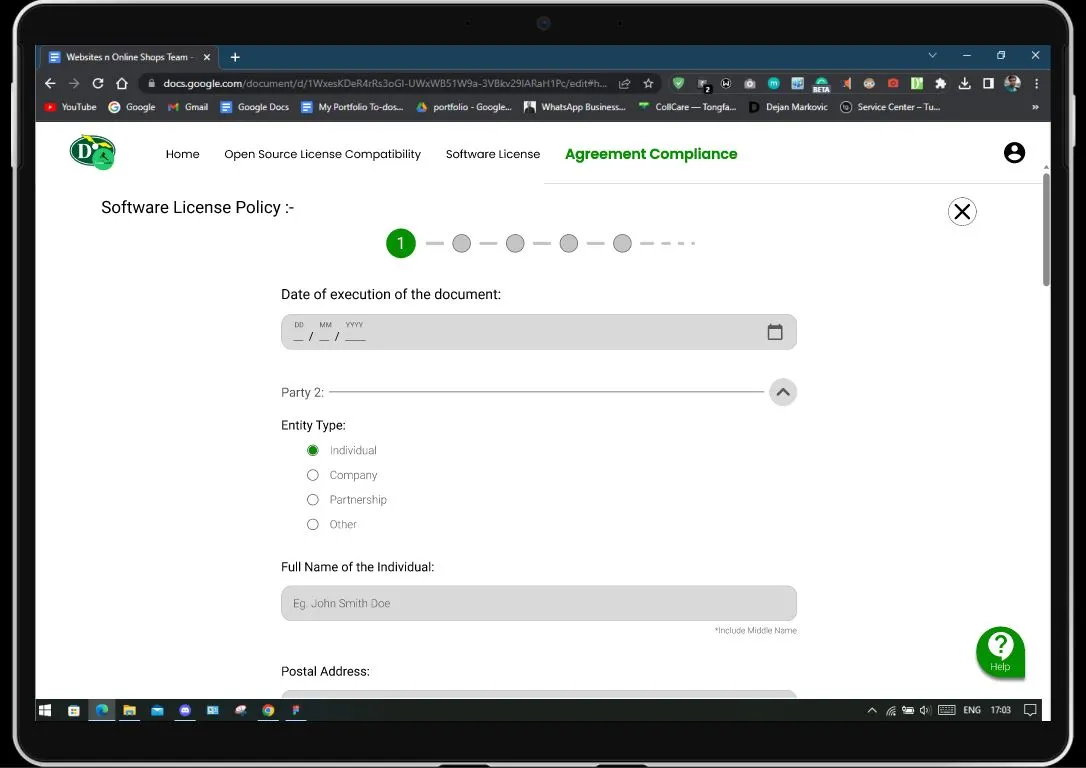 Websites n Online Shops Team -
docs.google.com/document/d/1WxesKDeR4rRs3oGI-UWxWB51W9a-3VBkv29IARaH1Pc/edit#h...
2
BETA
YouTube Google Gmail Google Docs My Portfolio To-dos... portfolio - Google... WhatsApp Business... CollCare — Tongfa... Dejan Markovic Service Center – Tu... »
D
Home Open Source License Compatibility Software License Agreement Compliance
Software License Policy :-
1
Date of execution of the document:
DD MM YYYY
__ / __ / ____
Party 2:
Entity Type:
Individual
Company
Partnership
Other
Full Name of the Individual:
Eg. John Smith Doe
*Include Middle Name
Postal Address:
?
Help
ENG 17:03